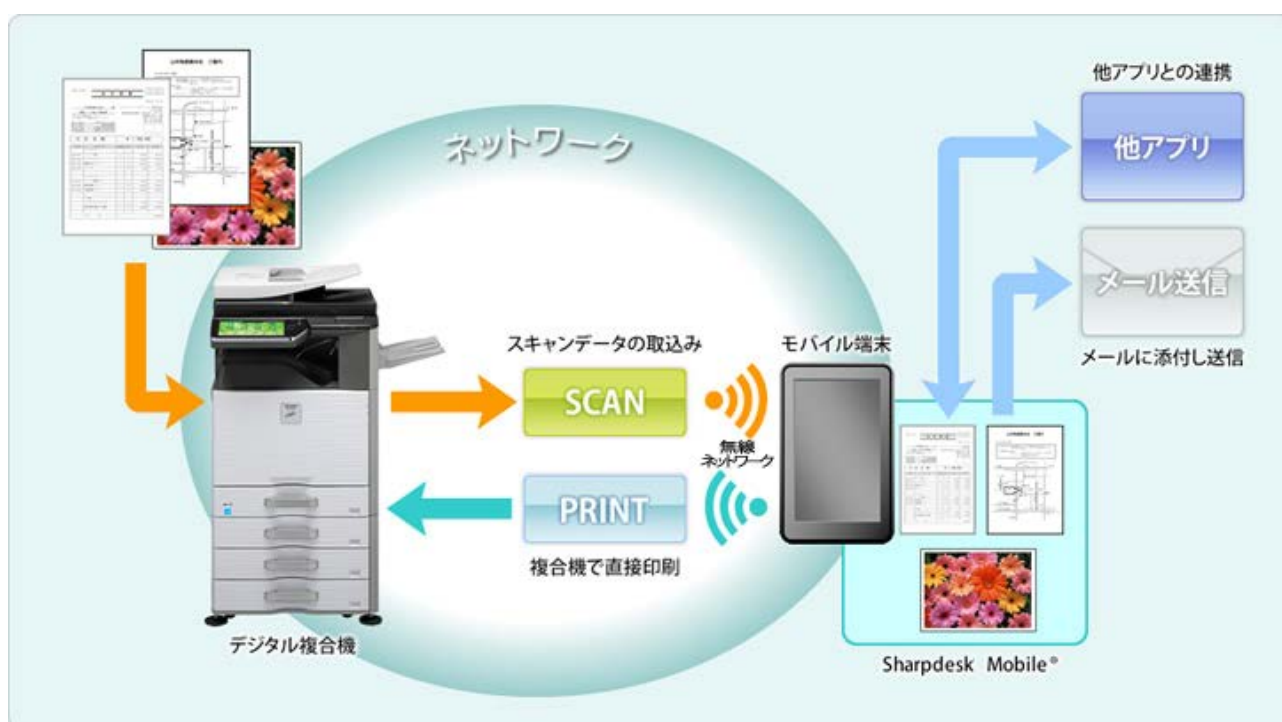 ネットワーク
他アプリとの連携
他アプリ
メール送信
メールに添付し送信
スキャンデータの取込み
SCAN
モバイル端末
無線
ネットワーク
PRINT
複合機で直接印刷
デジタル複合機
Sharpdesk Mobile®